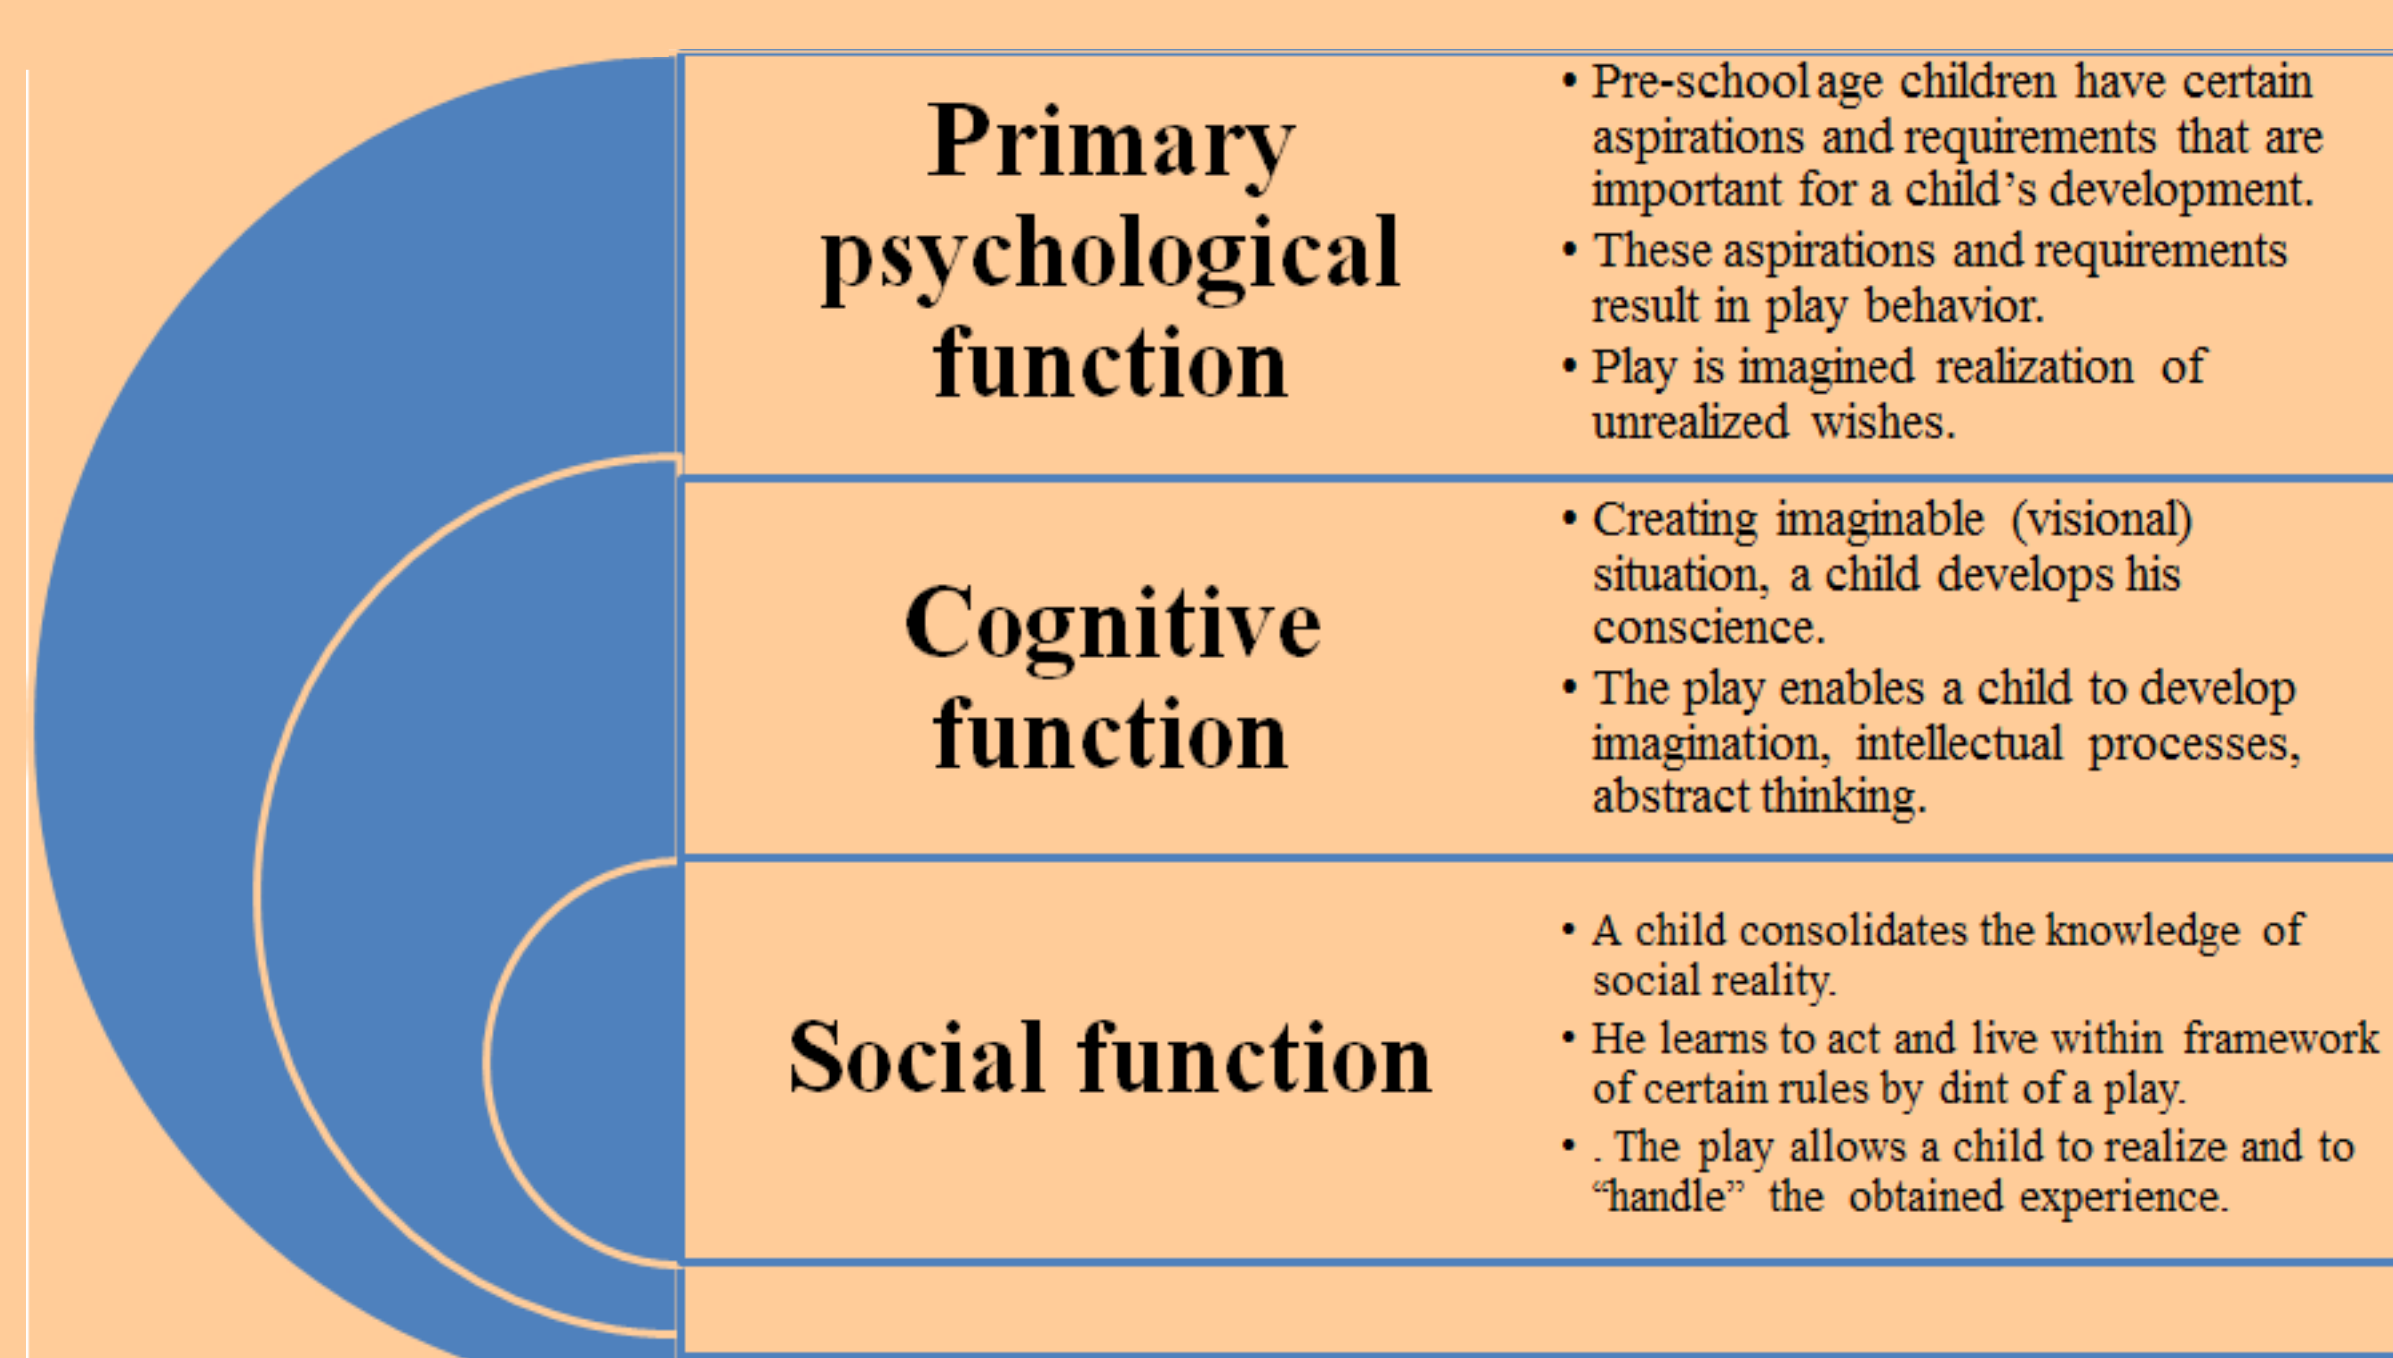 Primary
psychological
function
• Pre-school age children have certain
aspirations and requirements that are
important for a child’s development.
• These aspirations and requirements
result in play behavior.
• Play is imagined realization of
unrealized wishes.
Cognitive
function
• Creating imaginable (visional)
situation, a child develops his
conscience.
• The play enables a child to develop
imagination, intellectual processes,
abstract thinking.
Social function
• A child consolidates the knowledge of
social reality.
• He learns to act and live within framework
of certain rules by dint of a play.
• . The play allows a child to realize and to
“handle” the obtained experience.